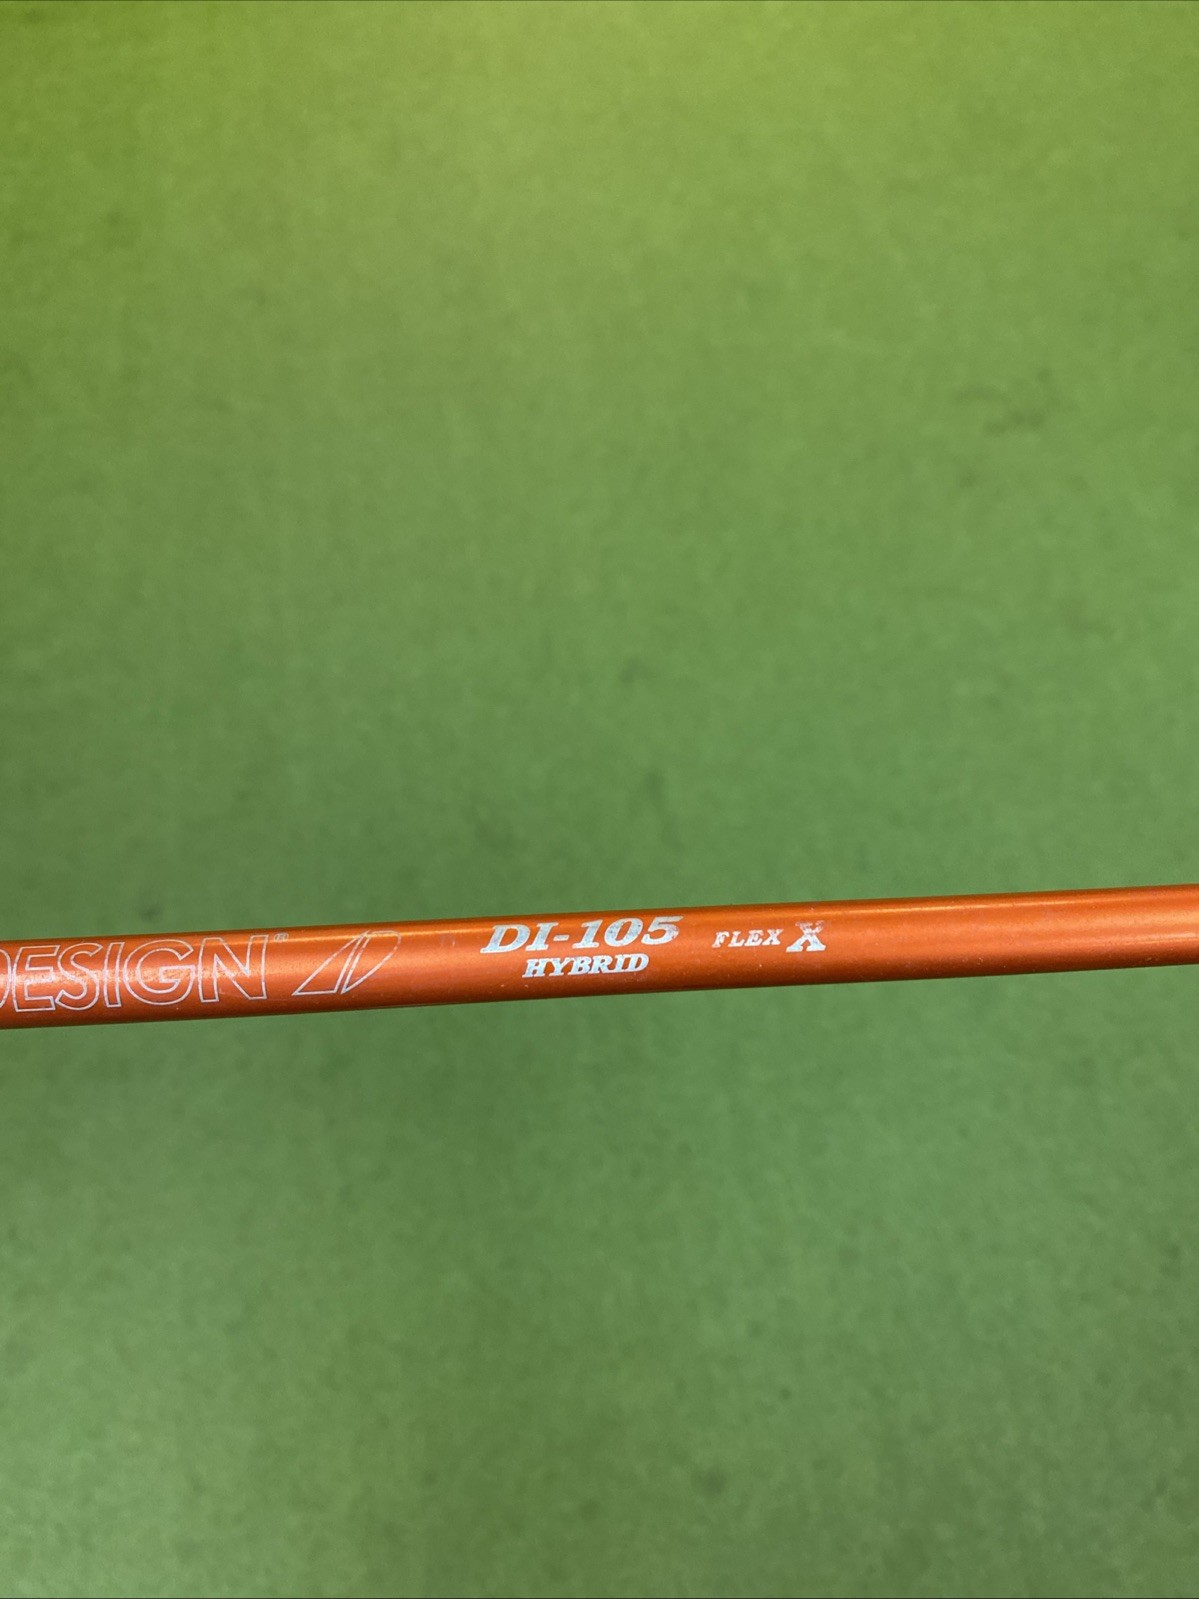 DESIGN®
DI-105
HYBRID
FLEX X